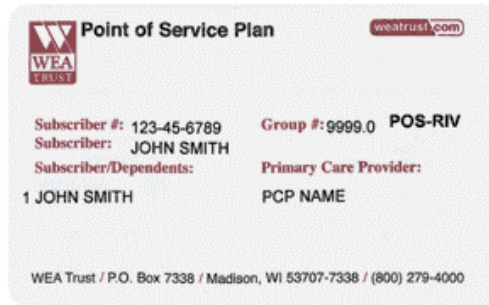 Point of Service Plan
weatrust.com
WEA
TRUST
Subscriber #: 123-45-6789 Group #: 9999.0 POS-RIV
Subscriber: JOHN SMITH
Subscriber/Dependents: Primary Care Provider:
1 JOHN SMITH PCP NAME
WEA Trust / P.O. Box 7338 / Madison, WI 53707-7338 / (800) 279-4000